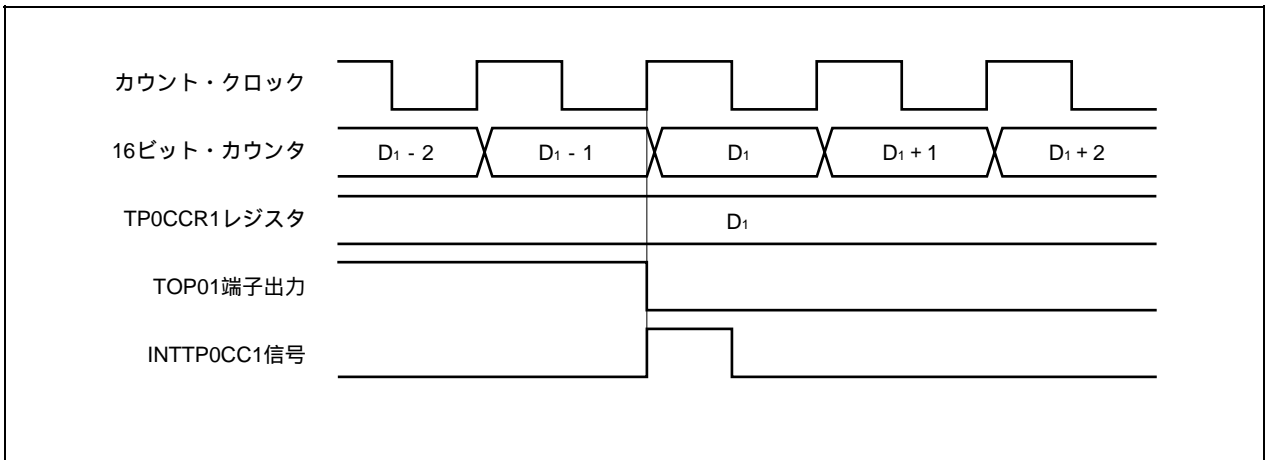 カウント・クロック
16ビット・カウンタ D₁ - 2 D₁ - 1 D₁ D₁ + 1 D₁ + 2
TP0CCR1レジスタ D₁
TOP01端子出力
INTTP0CC1信号